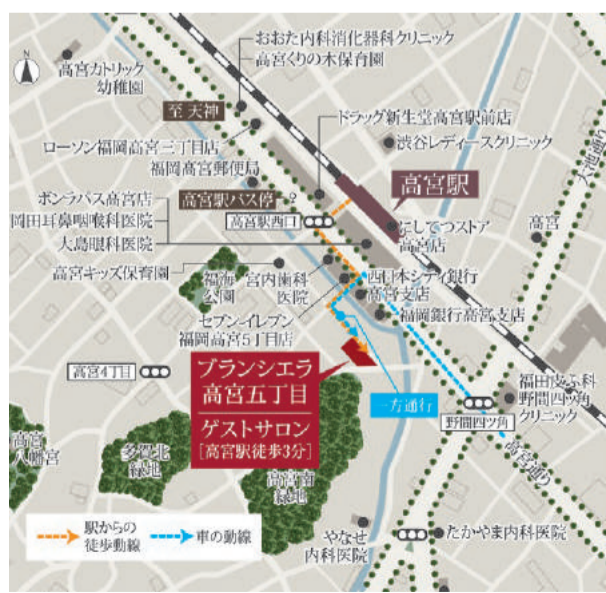 おおた内科消化器科クリニック
高宮くりの木保育園
N
高宮カトリック
幼稚園
至 天神
ドラッグ新生堂高宮駅前店
ローソン福岡高宮三丁目店
渋谷レディースクリニック
福岡高宮郵便局
大池通り
ボンラパス高宮店
高宮駅バス停
高宮駅
岡田耳鼻咽喉科医院
高宮駅西口
にしてつストア
高宮店
高宮
大島眼科医院
高宮キッズ保育園
福海
公園
宮内歯科
医院
西日本シティ銀行
高宮支店
セブン-イレブン
福岡高宮5丁目店
福岡銀行高宮支店
ブランシエラ
高宮五丁目
ゲストサロン
[高宮駅徒歩3分]
高宮4丁目
一方通行
福田皮ふ科
野間四ツ角
クリニック
野間四ツ角
高宮通り
高宮
八幡宮
多賀北
緑地
高宮南
緑地
駅からの
徒歩動線
車の動線
やなせ
内科医院
たかやま内科医院